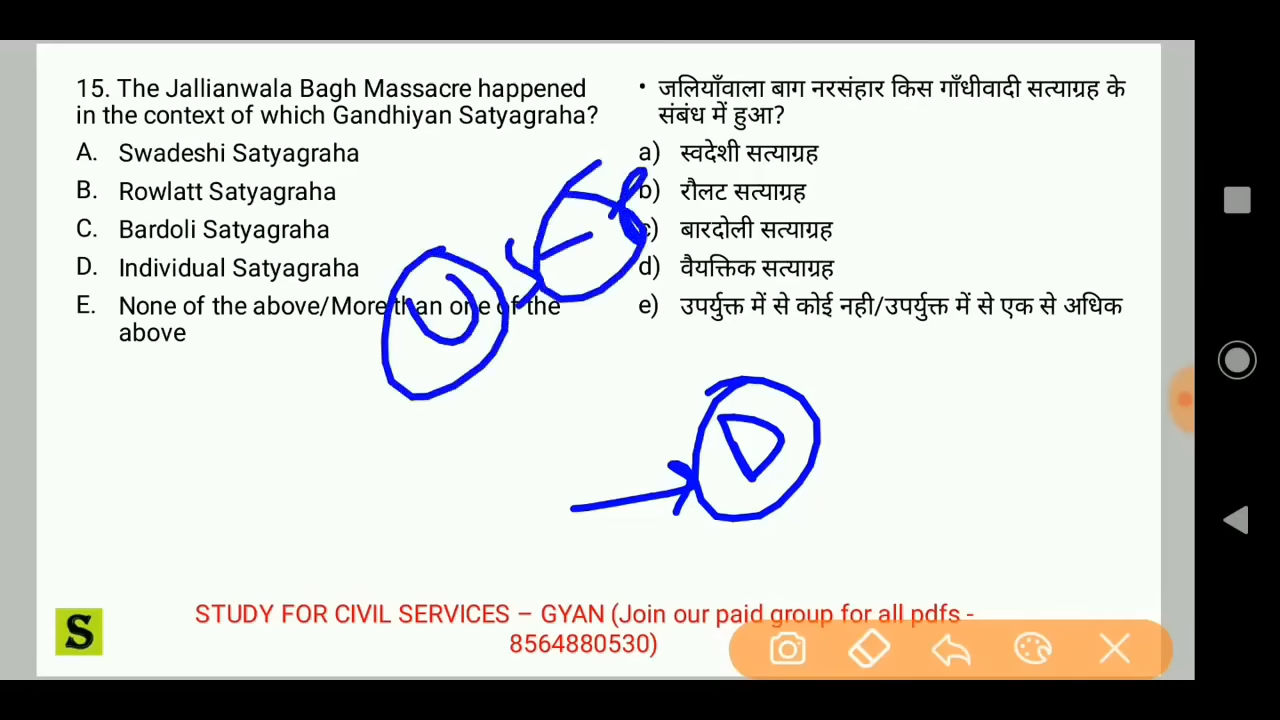 15. The Jallianwala Bagh Massacre happened
in the context of which Gandhiyan Satyagraha?
A. Swadeshi Satyagraha
B. Rowlatt Satyagraha
C. Bardoli Satyagraha
D. Individual Satyagraha
E. None of the above/More than one of the
above
• जलियाँवाला बाग नरसंहार किस गाँधीवादी सत्याग्रह के
संबंध में हुआ?
a) स्वदेशी सत्याग्रह
b) रौलट सत्याग्रह
c) बारदोली सत्याग्रह
d) वैयक्तिक सत्याग्रह
e) उपर्युक्त में से कोई नही/उपर्युक्त में से एक से अधिक
D
S
STUDY FOR CIVIL SERVICES – GYAN (Join our paid group for all pdfs -
8564880530)